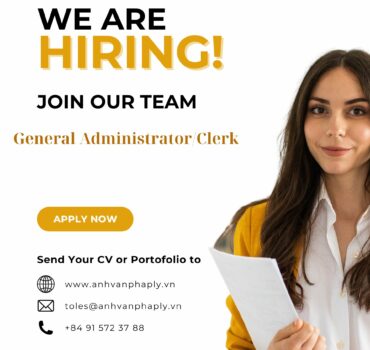 WE ARE
HIRING!
JOIN OUR TEAM
General Administrator/Clerk
APPLY NOW
Send Your CV or Portofolio to
www.anhvanphaply.vn
toles@anhvanphaply.vn
+84 91 572 37 88